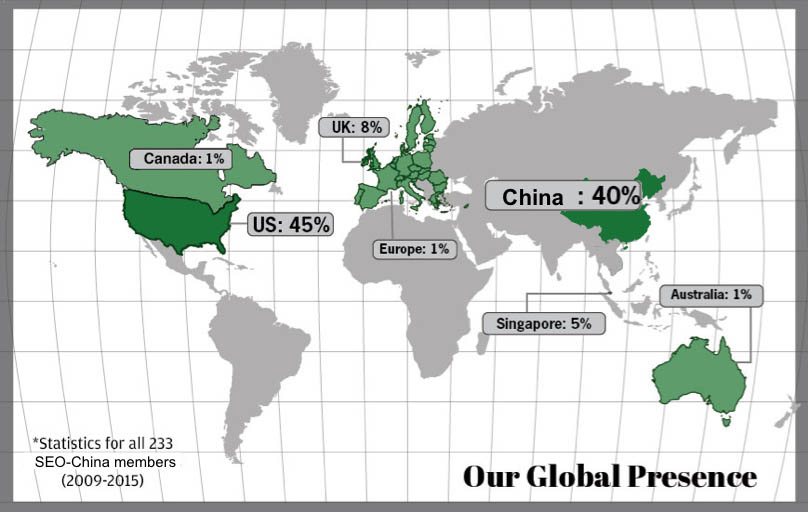 UK: 8%
Canada: 1%
China : 40%
US: 45%
Europe: 1%
Australia: 1%
Singapore: 5%
*Statistics for all 233
SEO-China members
(2009-2015)
Our Global Presence